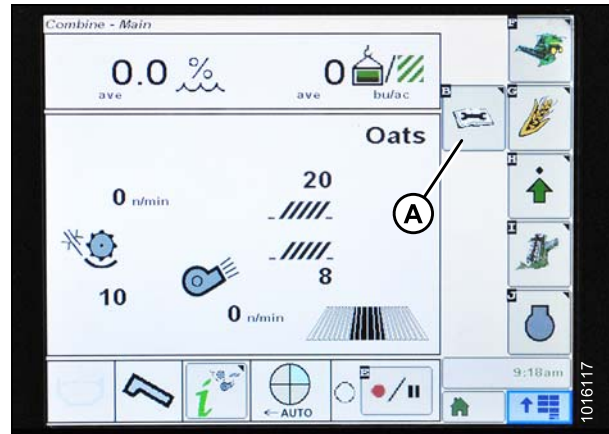 Combine - Main
0.0 %
ave
0 /
ave bu/ac
Oats
0 n/min
20
8
10
0 n/min
B
F
G
H
I
J
A
i
← AUTO
E
/
9:18am
1016117